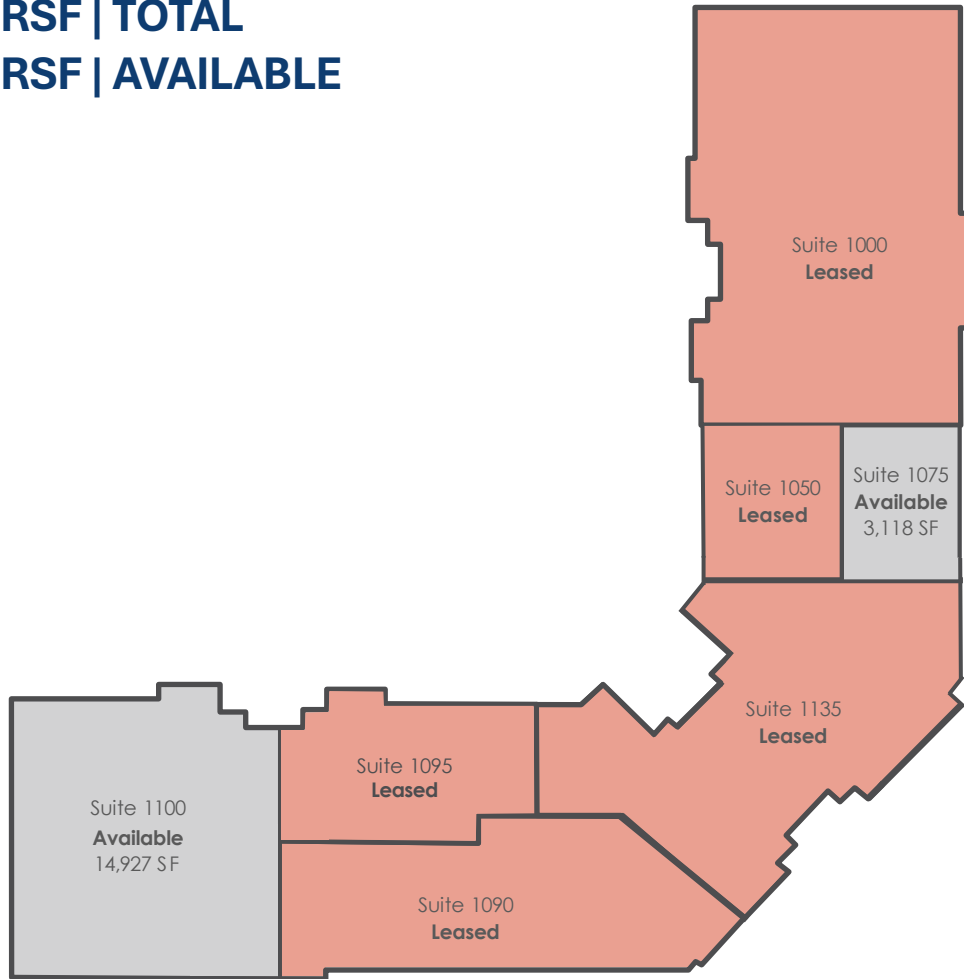 RSF | TOTAL
RSF | AVAILABLE
Suite 1000
Leased
Suite 1050
Leased
Suite 1075
Available
3,118 SF
Suite 1135
Leased
Suite 1095
Leased
Suite 1100
Available
14,927 SF
Suite 1090
Leased